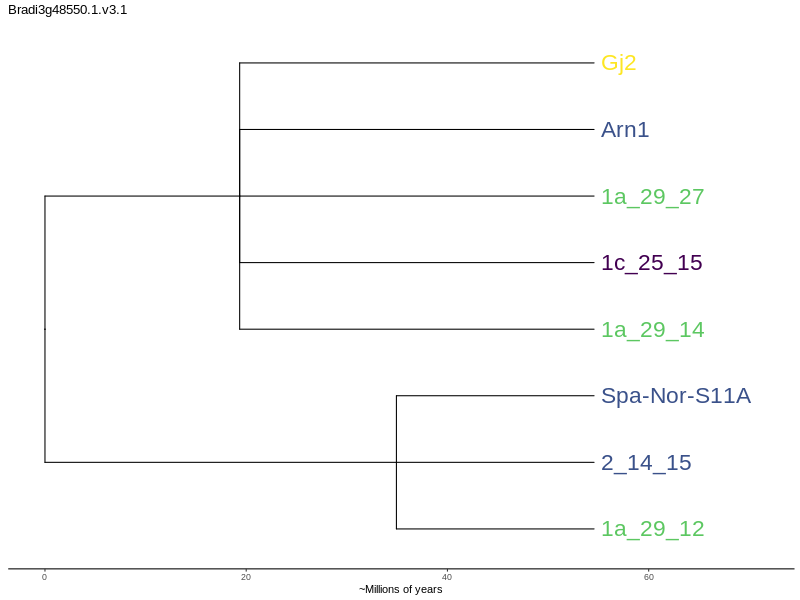 Bradi3g48550.1.v3.1
Gj2
Arn1
1a_29_27
1c_25_15
1a_29_14
Spa-Nor-S11A
2_14_15
1a_29_12
0 20 40 60
~Millions of years